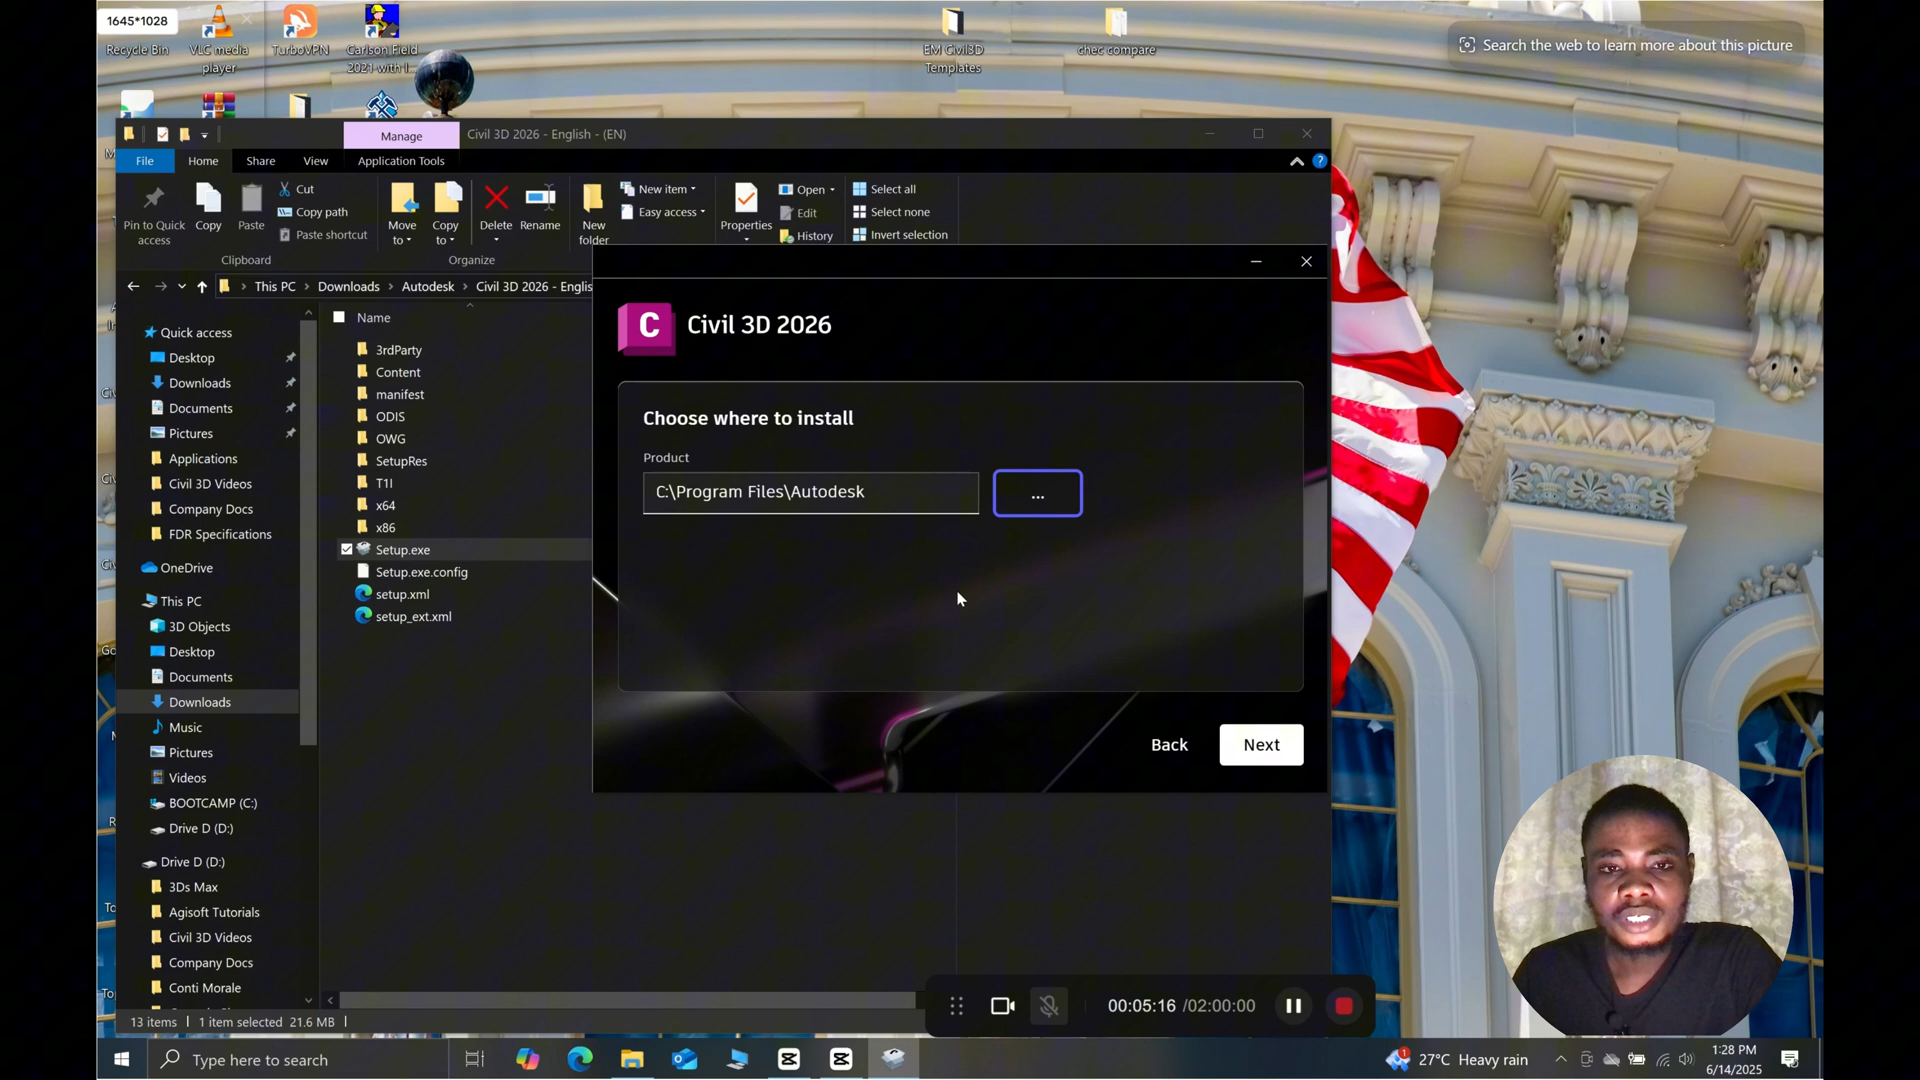 1645*1028
Recycle Bin
VLC media
player
TurboVPN
Carlson Field
2021 with I...
EM Civil3D
Templates
chec compare
Search the web to learn more about this picture
Manage
Civil 3D 2026 - English - (EN)
File
Home
Share
View
Application Tools
Pin to Quick
access
Copy
Paste
Cut
Copy path
Paste shortcut
Move
to
Copy
to
Delete
Rename
New
folder
New item
Easy access
Properties
Open
Edit
History
Select all
Select none
Invert selection
Clipboard
Organize
This PC > Downloads > Autodesk > Civil 3D 2026 - Englis
Quick access
Desktop
Downloads
Documents
Pictures
Applications
Civil 3D Videos
Company Docs
FDR Specifications
OneDrive
This PC
3D Objects
Desktop
Documents
Downloads
Music
Pictures
Videos
BOOTCAMP (C:)
Drive D (D:)
Drive D (D:)
3Ds Max
Agisoft Tutorials
Civil 3D Videos
Company Docs
Conti Morale
Name
3rdParty
Content
manifest
ODIS
OWG
SetupRes
T1I
x64
x86
Setup.exe
Setup.exe.config
setup.xml
setup_ext.xml
C
Civil 3D 2026
Choose where to install
Product
C:\Program Files\Autodesk
...
Back
Next
13 items
1 item selected 21.6 MB
00:05:16 /02:00:00
Type here to search
1
27°C Heavy rain
1:28 PM
6/14/2025